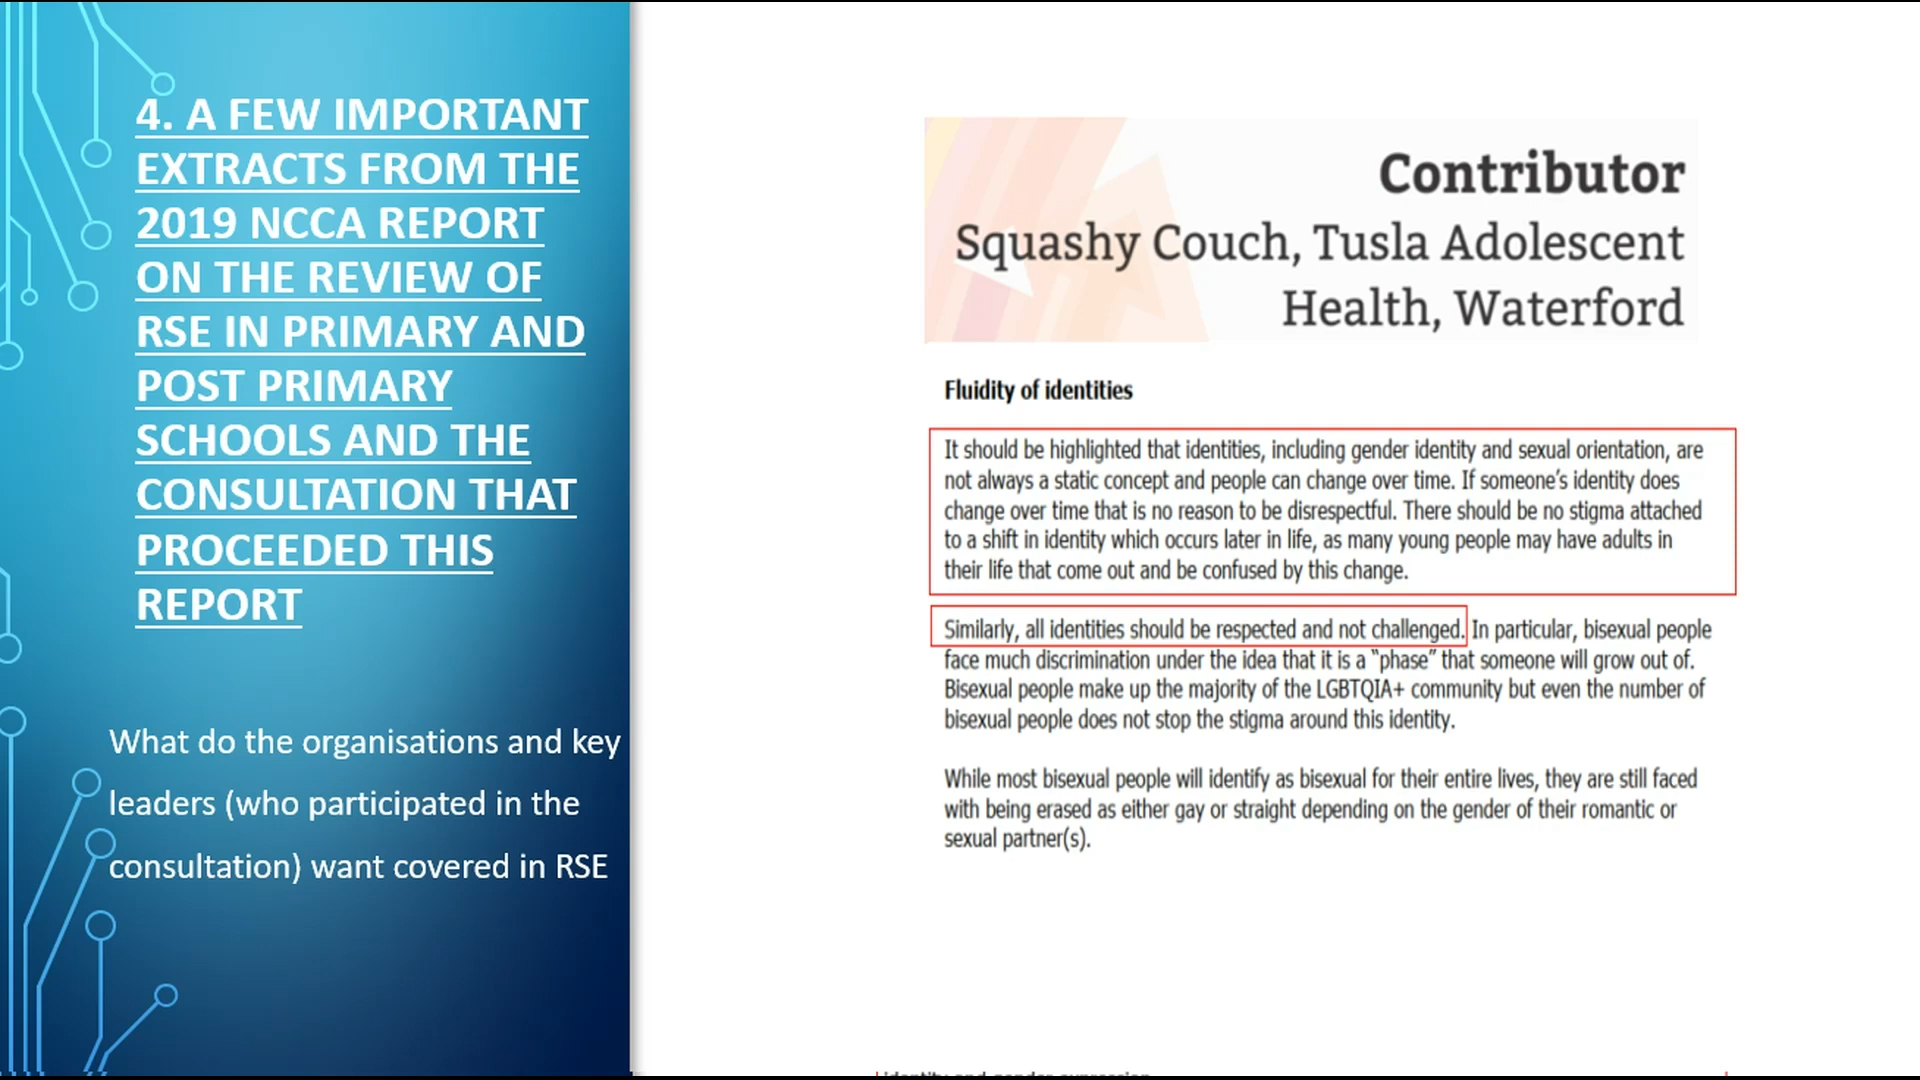 4. A FEW IMPORTANT
EXTRACTS FROM THE
2019 NCCA REPORT
ON THE REVIEW OF
RSE IN PRIMARY AND
POST PRIMARY
SCHOOLS AND THE
CONSULTATION THAT
PROCEEDED THIS
REPORT
What do the organisations and key
leaders (who participated in the
consultation) want covered in RSE
Contributor
Squashy Couch, Tusla Adolescent
Health, Waterford
Fluidity of identities
It should be highlighted that identities, including gender identity and sexual orientation, are
not always a static concept and people can change over time. If someone's identity does
change over time that is no reason to be disrespectful. There should be no stigma attached
to a shift in identity which occurs later in life, as many young people may have adults in
their life that come out and be confused by this change.
Similarly, all identities should be respected and not challenged. In particular, bisexual people
face much discrimination under the idea that it is a "phase" that someone will grow out of.
Bisexual people make up the majority of the LGBTQIA+ community but even the number of
bisexual people does not stop the stigma around this identity.
While most bisexual people will identify as bisexual for their entire lives, they are still faced
with being erased as either gay or straight depending on the gender of their romantic or
sexual partner(s).
identity and gender expression